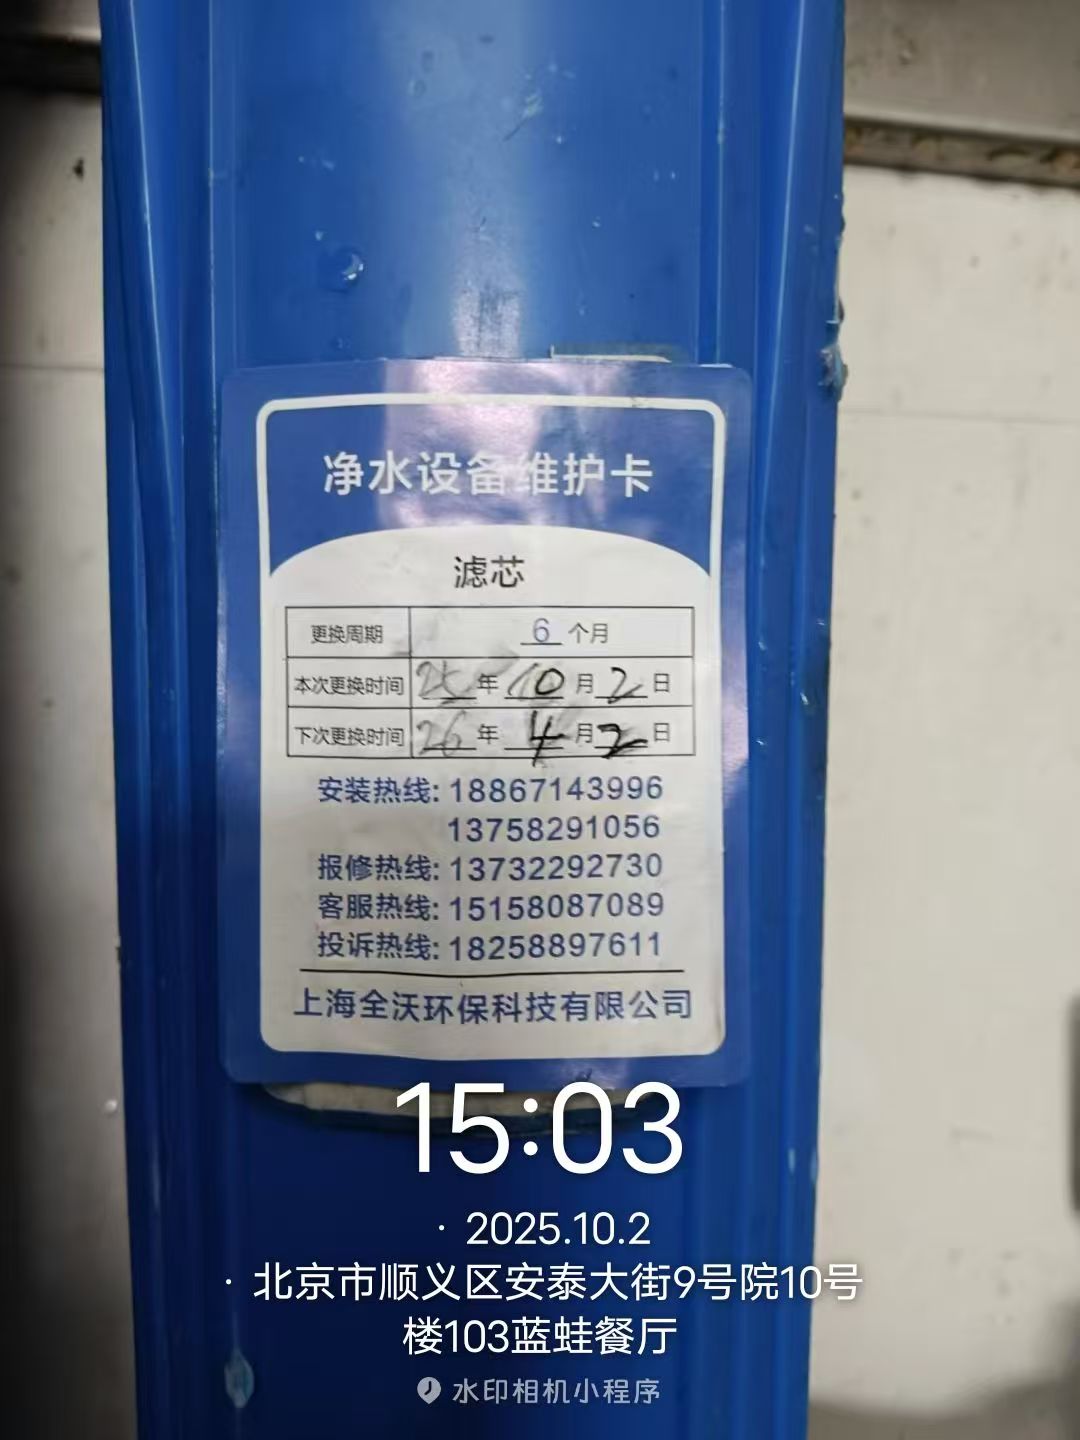 净水设备维护卡
滤芯
更换周期 6 个月
本次更换时间 25 年 10 月 2 日
下次更换时间 26 年 4 月 2 日
安装热线: 18867143996
13758291056
报修热线: 13732292730
客服热线: 15158087089
投诉热线: 18258897611
上海全沃环保科技有限公司
15:03
· 2025.10.2
· 北京市顺义区安泰大街9号院10号
楼103蓝蛙餐厅
水印相机小程序